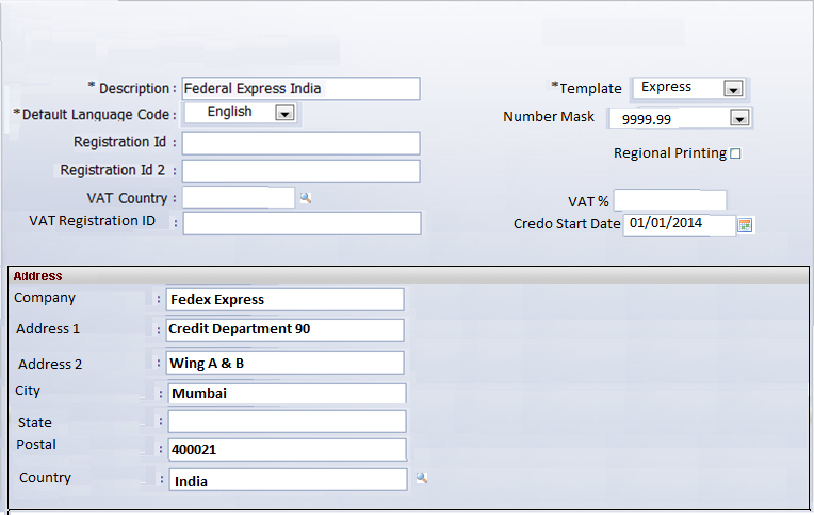 * Description : Federal Express India
*Template Express
*Default Language Code : English
Number Mask 9999.99
Registration Id :
Regional Printing
Registration Id 2 :
VAT Country :
VAT %
VAT Registration ID :
Credo Start Date 01/01/2014
Address
Company : Fedex Express
Address 1 : Credit Department 90
Address 2 : Wing A & B
City : Mumbai
State :
Postal : 400021
Country : India